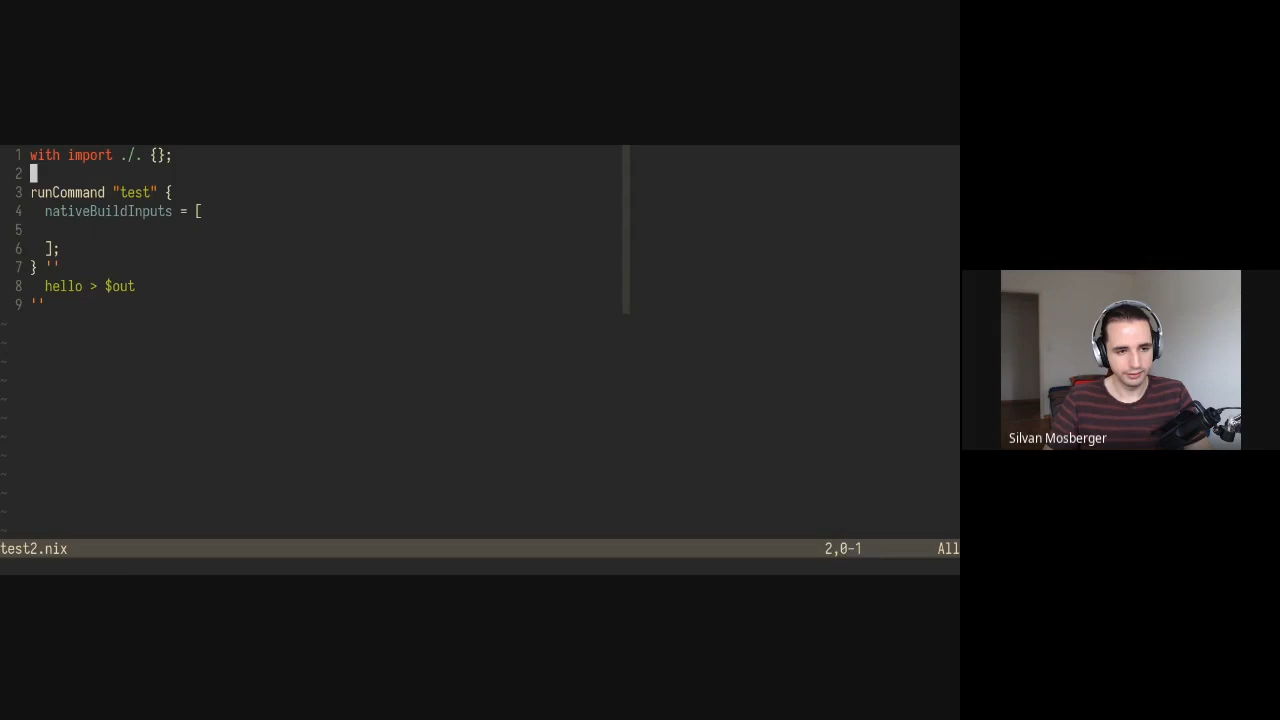 1 with import ./. {};
2
3 runCommand "test" {
4   nativeBuildInputs = [
5
6   ];
7 } ''
8   hello > $out
9 ''
~
~
~
~
~
~
~
~
~
~
~
~
test2.nix 2,0-1 All
Silvan Mosberger